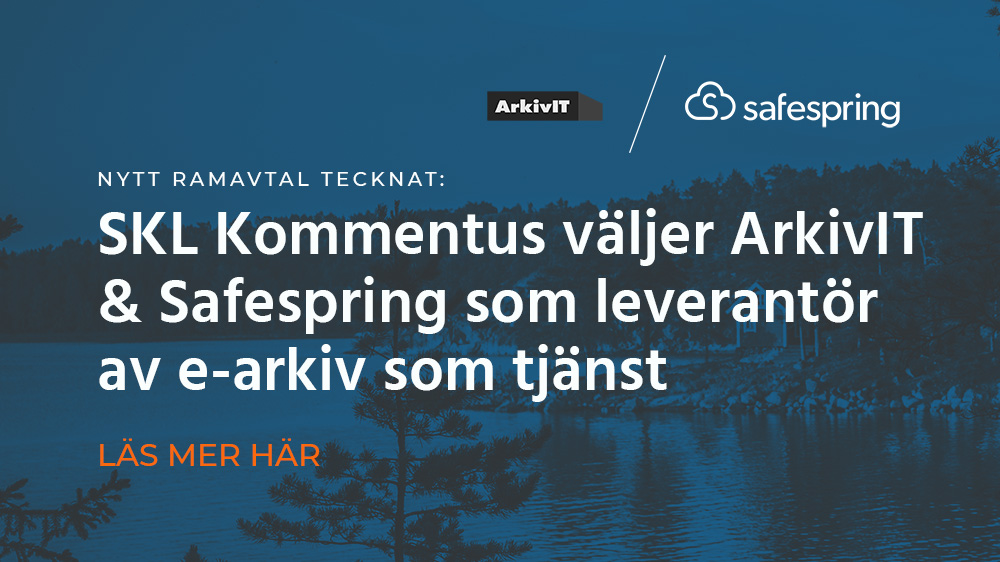 ArkivIT
safespring
NYTT RAMAVTAL TECKNAT:
SKL Kommentus väljer ArkivIT
& Safespring som leverantör
av e-arkiv som tjänst
LÄS MER HÄR